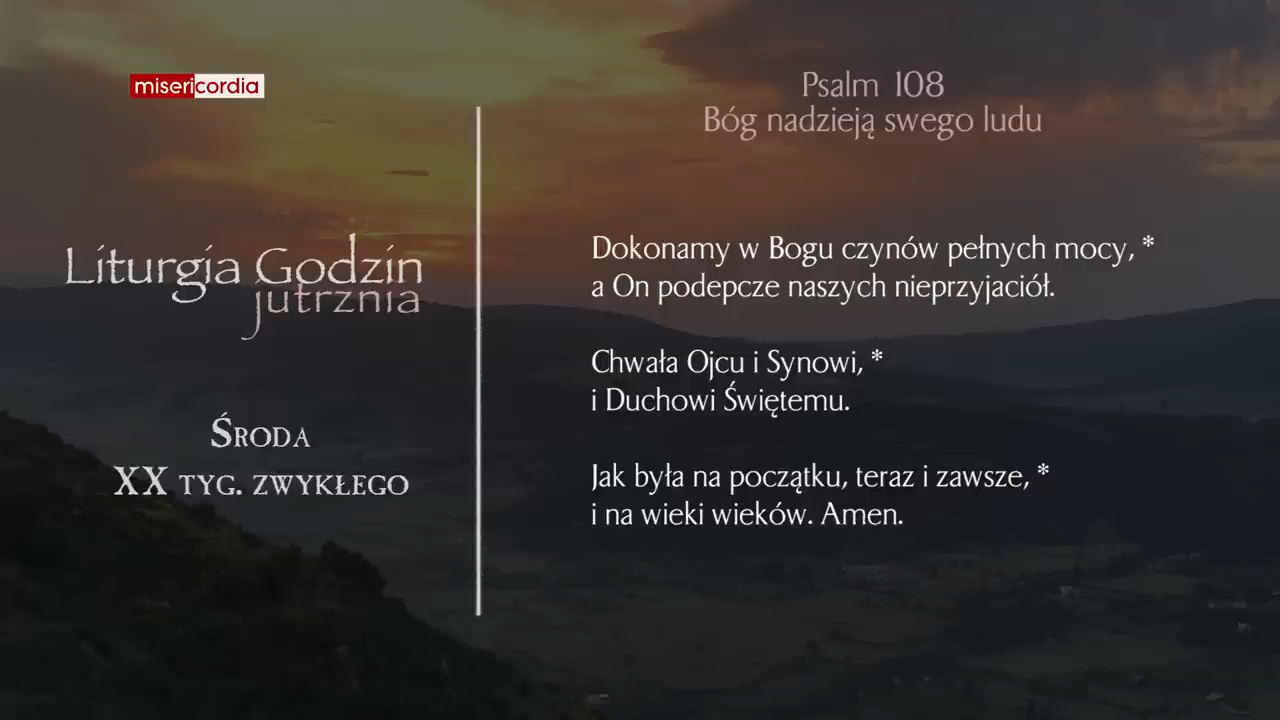 misericordia
Liturgia Godzin
jutrznia
Środa
XX tyg. zwykłego
Psalm 108
Bóg nadzieją swego ludu
Dokonamy w Bogu czynów pełnych mocy, *
a On podepcze naszych nieprzyjaciół.
Chwała Ojcu i Synowi, *
i Duchowi Świętemu.
Jak była na początku, teraz i zawsze, *
i na wieki wieków. Amen.